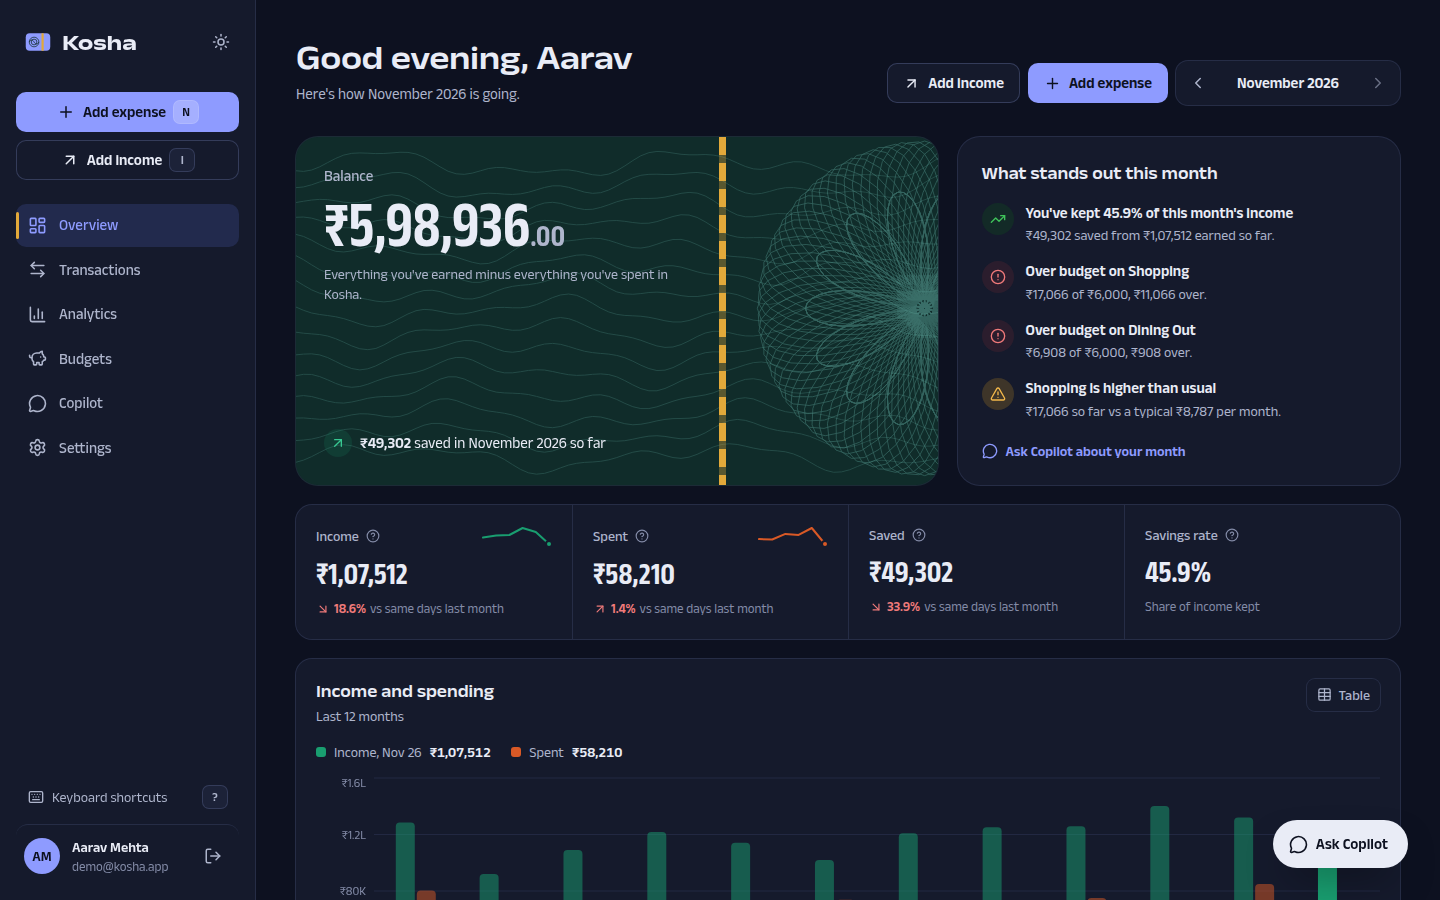 Kosha
Add expense N
Add income I
Overview
Transactions
Analytics
Budgets
Copilot
Settings
Keyboard shortcuts ?
AM
Aarav Mehta
demo@kosha.app
Good evening, Aarav
Here's how November 2026 is going.
Add income
Add expense
November 2026
Balance
₹5,98,936.00
Everything you've earned minus everything you've spent in
Kosha.
₹49,302 saved in November 2026 so far
What stands out this month
You've kept 45.9% of this month's income
₹49,302 saved from ₹1,07,512 earned so far.
Over budget on Shopping
₹17,066 of ₹6,000, ₹11,066 over.
Over budget on Dining Out
₹6,908 of ₹6,000, ₹908 over.
Shopping is higher than usual
₹17,066 so far vs a typical ₹8,787 per month.
Ask Copilot about your month
Income
₹1,07,512
18.6% vs same days last month
Spent
₹58,210
1.4% vs same days last month
Saved
₹49,302
33.9% vs same days last month
Savings rate
45.9%
Share of income kept
Income and spending
Last 12 months
Table
Income, Nov 26 ₹1,07,512
Spent ₹58,210
₹1.6L
₹1.2L
₹80K
Ask Copilot